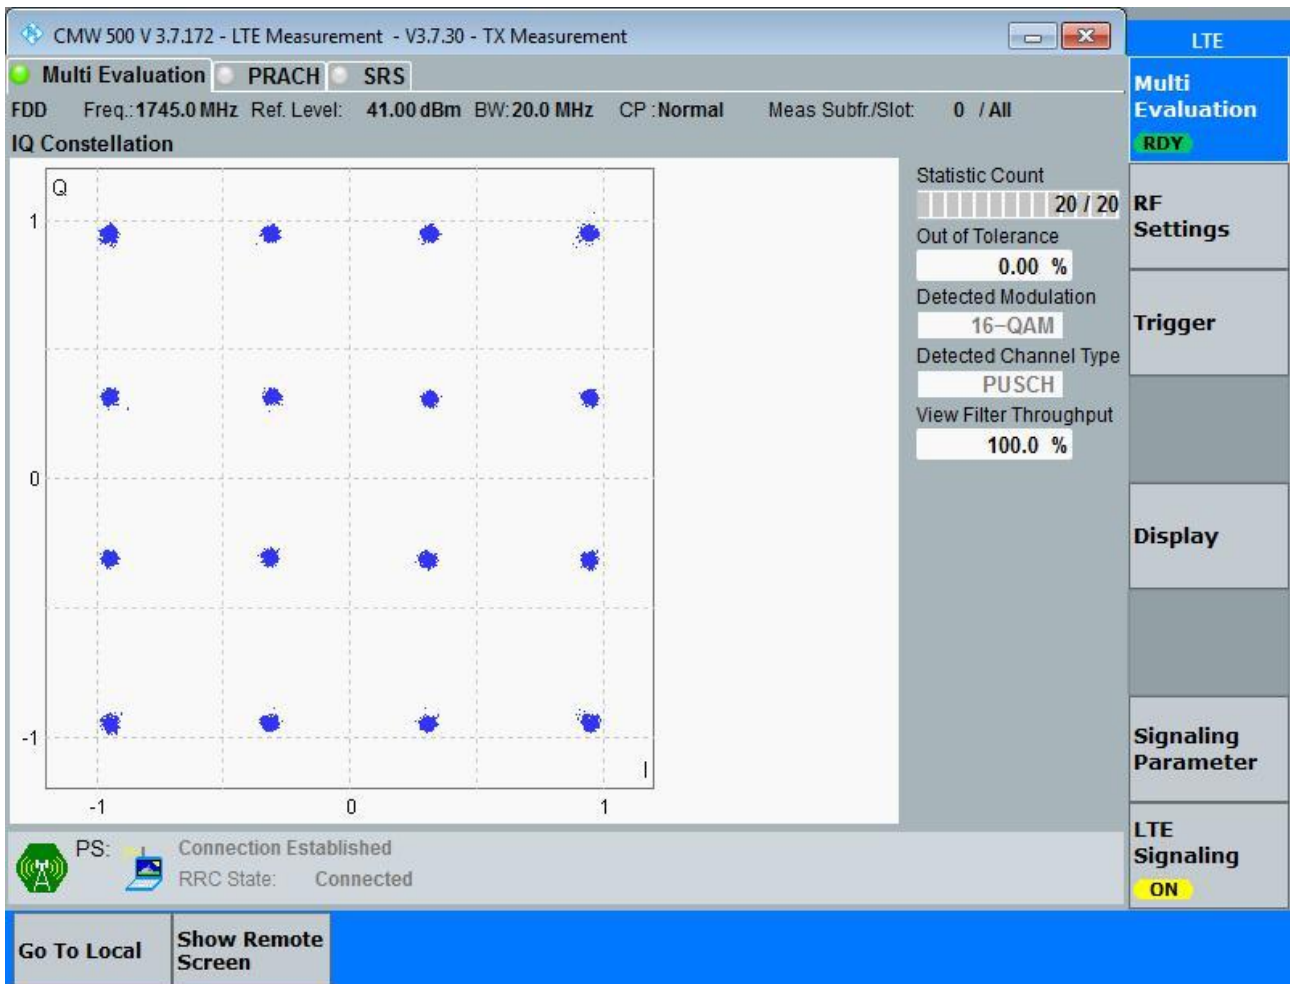 CMW 500 V 3.7.172 - LTE Measurement - V3.7.30 - TX Measurement
LTE
Multi Evaluation PRACH SRS
FDD Freq.:1745.0 MHz Ref. Level: 41.00 dBm BW:20.0 MHz CP :Normal Meas Subfr./Slot: 0 / All
IQ Constellation
Q
1
0
-1
I
-1 0 1
Statistic Count
20 / 20
Out of Tolerance
0.00 %
Detected Modulation
16-QAM
Detected Channel Type
PUSCH
View Filter Throughput
100.0 %
Multi
Evaluation
RDY
RF
Settings
Trigger
Display
Signaling
Parameter
LTE
Signaling
ON
PS: Connection Established
RRC State: Connected
Go To Local
Show Remote
Screen